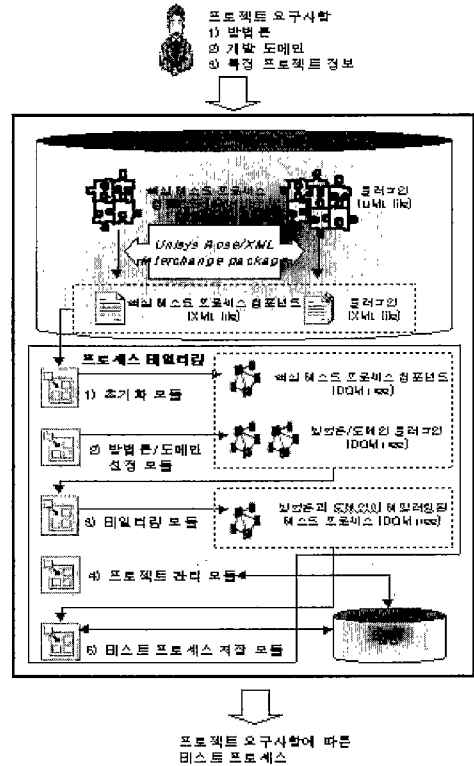 프로젝트 요구사항
1) 방법론
2) 개발 도메인
3) 특정 프로젝트 정보
핵심 테스트 프로세스
플러그인
(UML file)
Unisys Rose/XML
Interchange package
핵심 테스트 프로세스 컴포넌트
(XML file)
플러그인
(XML file)
프로세스 테일러링
1) 초기화 모듈
핵심 테스트 프로세스 컴포넌트
(DOM tree)
2) 방법론/도메인
설정 모듈
방법론/도메인 플러그인
(DOM tree)
3) 테일러링 모듈
방법론과 도메인이 테일러링된
테스트 프로세스 (DOM tree)
4) 프로젝트 관리 모듈
5) 테스트 프로세스 저장 모듈
프로젝트 요구사항에 따른
테스트 프로세스